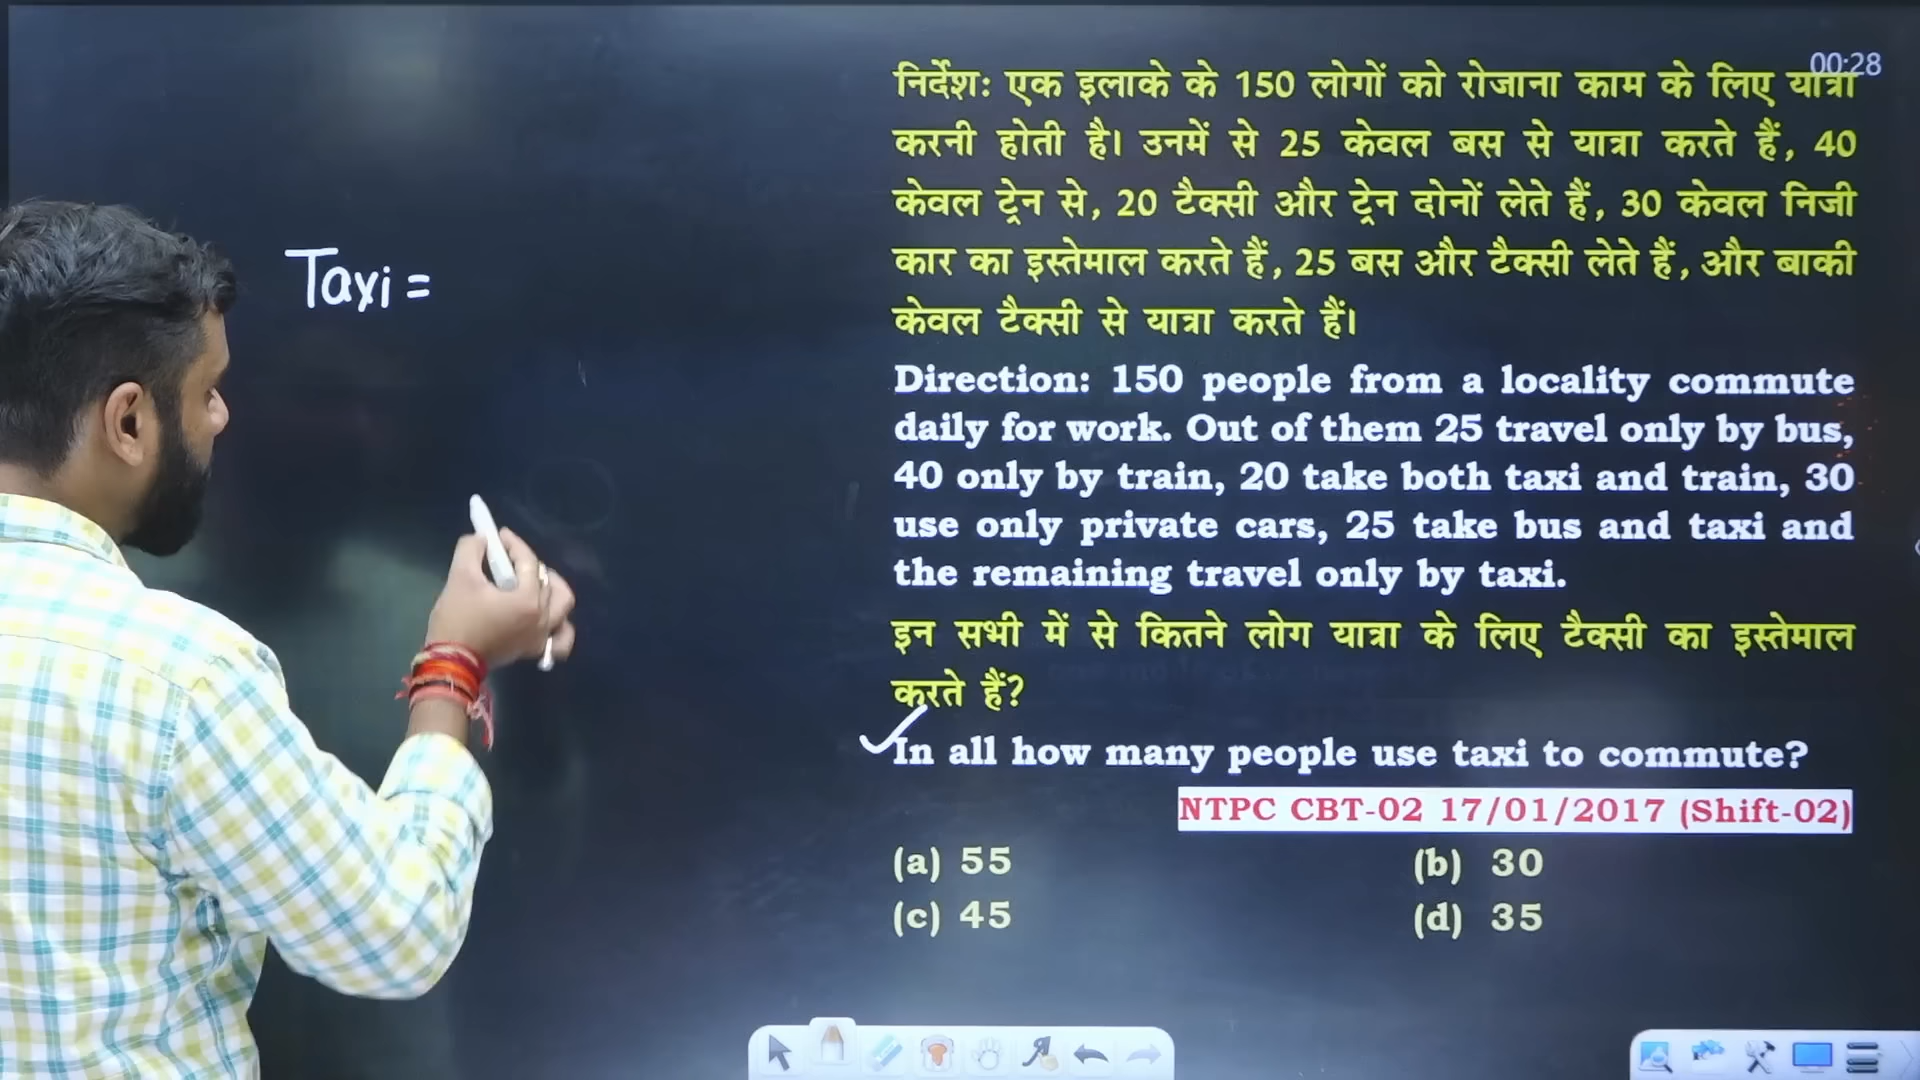 00:28
निर्देश: एक इलाके के 150 लोगों को रोजाना काम के लिए यात्रा
करनी होती है। उनमें से 25 केवल बस से यात्रा करते हैं, 40
केवल ट्रेन से, 20 टैक्सी और ट्रेन दोनों लेते हैं, 30 केवल निजी
कार का इस्तेमाल करते हैं, 25 बस और टैक्सी लेते हैं, और बाकी
केवल टैक्सी से यात्रा करते हैं।
Taxi =
Direction: 150 people from a locality commute
daily for work. Out of them 25 travel only by bus,
40 only by train, 20 take both taxi and train, 30
use only private cars, 25 take bus and taxi and
the remaining travel only by taxi.
इन सभी में से कितने लोग यात्रा के लिए टैक्सी का इस्तेमाल
करते हैं?
In all how many people use taxi to commute?
NTPC CBT-02 17/01/2017 (Shift-02)
(a) 55 (b) 30
(c) 45 (d) 35